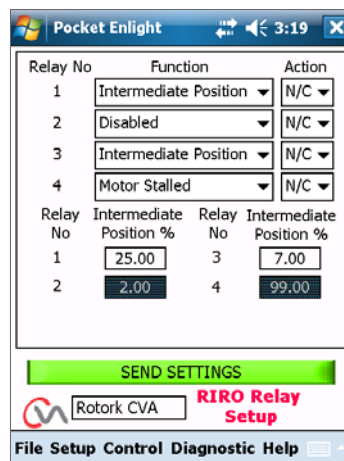 Pocket Enlight 3:19
Relay No Function Action
1 Intermediate Position N/C
2 Disabled N/C
3 Intermediate Position N/C
4 Motor Stalled N/C
Relay Intermediate Relay Intermediate
No Position % No Position %
1 25.00 3 7.00
2 2.00 4 99.00
SEND SETTINGS
Rotork CVA RIRO Relay
Setup
File Setup Control Diagnostic Help